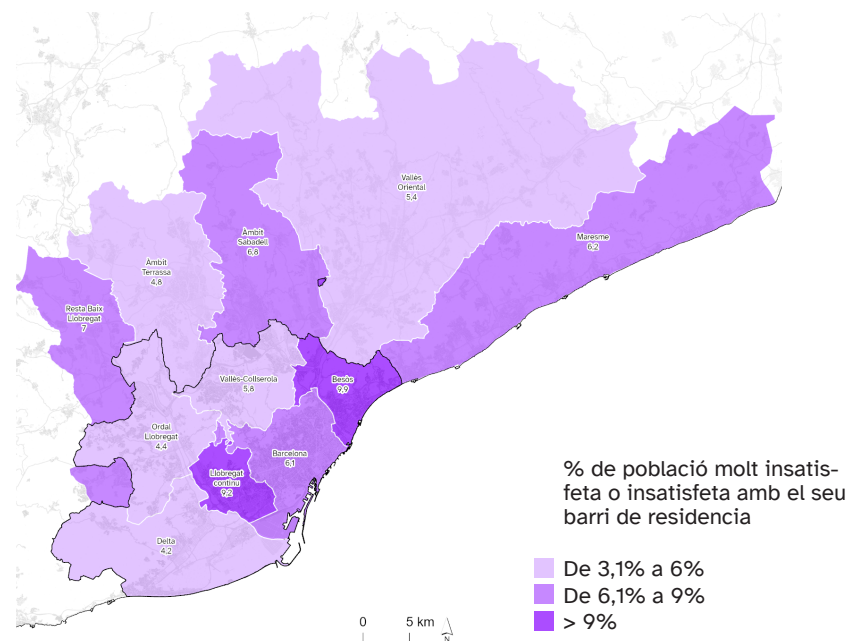 Vallès
Oriental
5,4
Àmbit
Sabadell
6,8
Maresme
6,2
Àmbit
Terrassa
4,8
Resta Baix
Llobregat
7
Vallès-Collserola
5,8
Besòs
9,9
Ordal
Llobregat
4,4
Barcelona
6,1
Llobregat
continu
9,2
Delta
4,2
% de població molt insatis-
feta o insatisfeta amb el seu
barri de residencia
De 3,1% a 6%
De 6,1% a 9%
> 9%
0 5 km
N